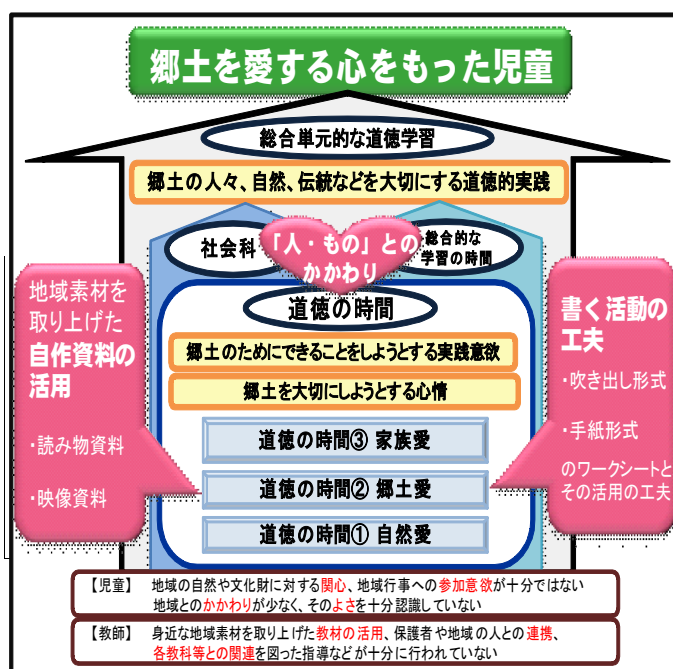 郷土を愛する心をもった児童
総合単元的な道徳学習
郷土の人々、自然、伝統などを大切にする道徳的実践
社会科
「人・もの」との
かかわり
総合的な
学習の時間
道徳の時間
郷土のためにできることをしようとする実践意欲
郷土を大切にしようとする心情
道徳の時間③ 家族愛
道徳の時間② 郷土愛
道徳の時間① 自然愛
地域素材を
取り上げた
自作資料の
活用
・読み物資料
・映像資料
書く活動の
工夫
・吹き出し形式
・手紙形式
のワークシートと
その活用の工夫
【児童】 地域の自然や文化財に対する関心、地域行事への参加意欲が十分ではない
地域とのかかわりが少なく、そのよさを十分認識していない
【教師】 身近な地域素材を取り上げた教材の活用、保護者や地域の人との連携、
各教科等との関連を図った指導などが十分に行われていない